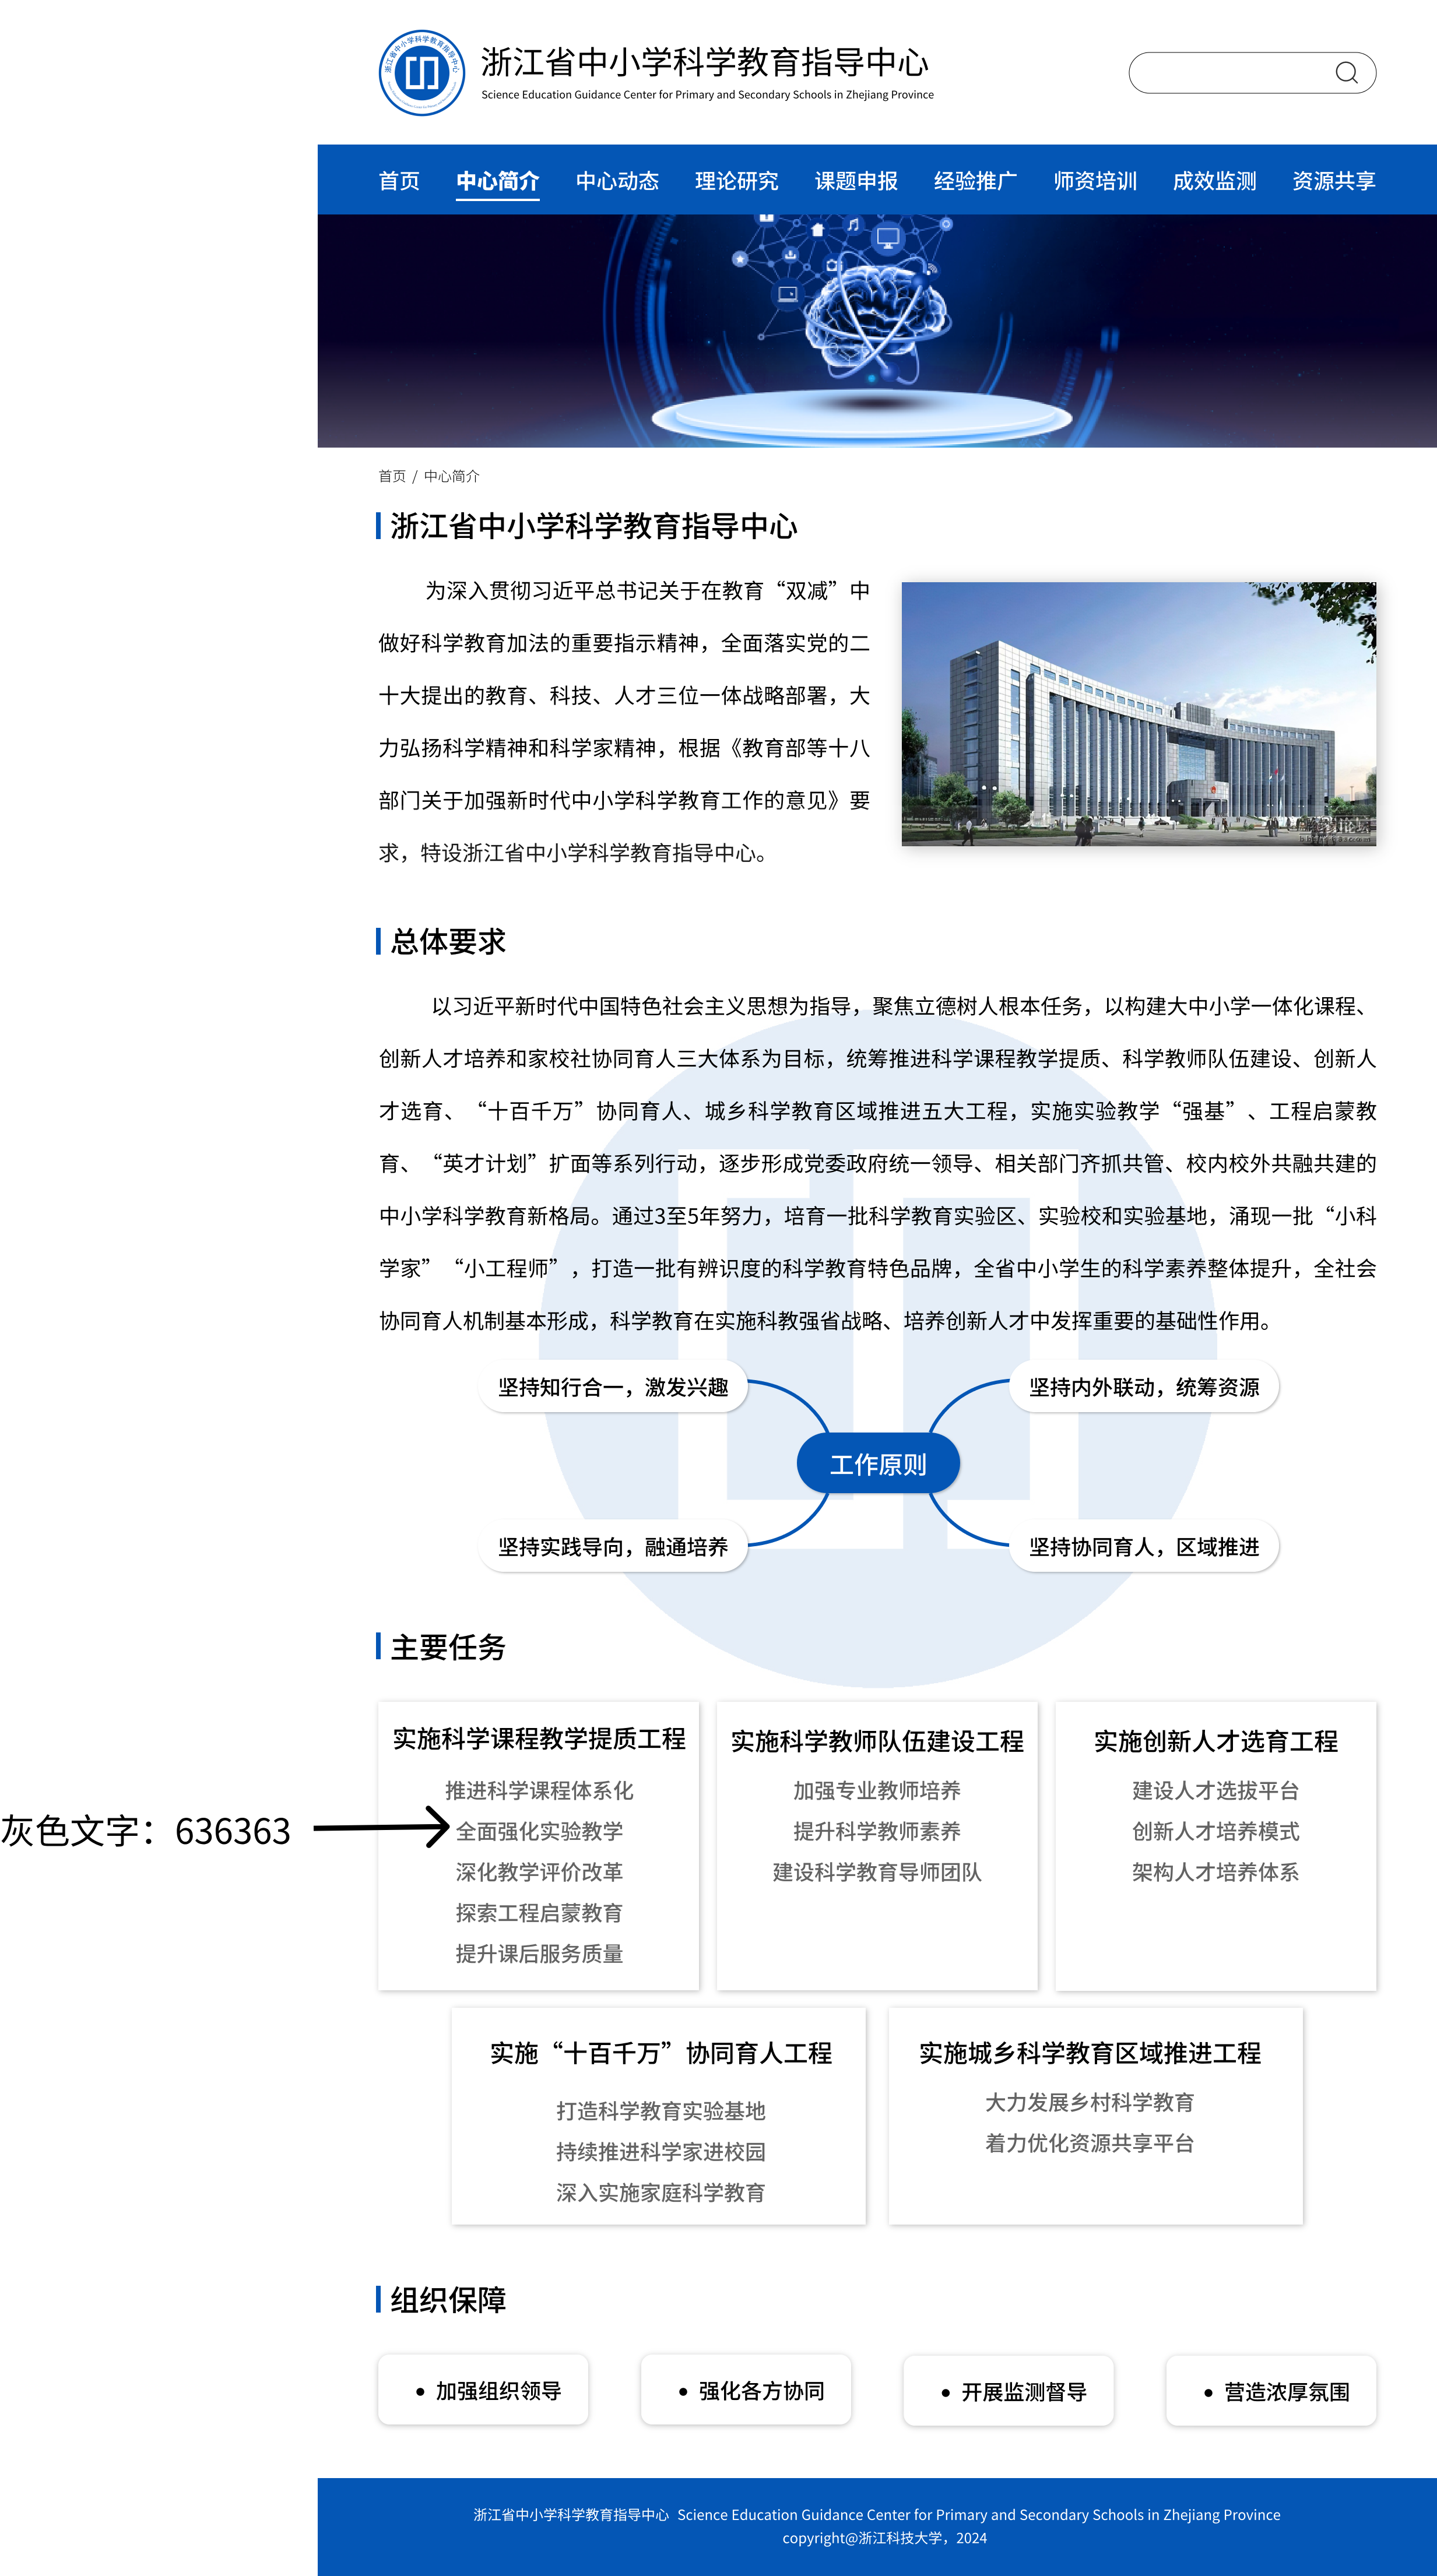 浙江省中小学科学教育指导中心
浙江省中小学科学教育指导中心
Science Education Guidance Center for Primary and Secondary Schools in Zhejiang Province
首页 中心简介 中心动态 理论研究 课题申报 经验推广 师资培训 成效监测 资源共享
首页 / 中心简介
浙江省中小学科学教育指导中心
为深入贯彻习近平总书记关于在教育“双减”中
做好科学教育加法的重要指示精神，全面落实党的二
十大提出的教育、科技、人才三位一体战略部署，大
力弘扬科学精神和科学家精神，根据《教育部等十八
部门关于加强新时代中小学科学教育工作的意见》要
求，特设浙江省中小学科学教育指导中心。
总体要求
以习近平新时代中国特色社会主义思想为指导，聚焦立德树人根本任务，以构建大中小学一体化课程、
创新人才培养和家校社协同育人三大体系为目标，统筹推进科学课程教学提质、科学教师队伍建设、创新人
才选育、“十百千万”协同育人、城乡科学教育区域推进五大工程，实施实验教学“强基”、工程启蒙教
育、“英才计划”扩面等系列行动，逐步形成党委政府统一领导、相关部门齐抓共管、校内校外共融共建的
中小学科学教育新格局。通过3至5年努力，培育一批科学教育实验区、实验校和实验基地，涌现一批“小科
学家”“小工程师”，打造一批有辨识度的科学教育特色品牌，全省中小学生的科学素养整体提升，全社会
协同育人机制基本形成，科学教育在实施科教强省战略、培养创新人才中发挥重要的基础性作用。
坚持知行合一，激发兴趣
坚持内外联动，统筹资源
工作原则
坚持实践导向，融通培养
坚持协同育人，区域推进
主要任务
实施科学课程教学提质工程
推进科学课程体系化
全面强化实验教学
深化教学评价改革
探索工程启蒙教育
提升课后服务质量
灰色文字：636363
实施科学教师队伍建设工程
加强专业教师培养
提升科学教师素养
建设科学教育导师团队
实施创新人才选育工程
建设人才选拔平台
创新人才培养模式
架构人才培养体系
实施“十百千万”协同育人工程
打造科学教育实验基地
持续推进科学家进校园
深入实施家庭科学教育
实施城乡科学教育区域推进工程
大力发展乡村科学教育
着力优化资源共享平台
组织保障
• 加强组织领导
• 强化各方协同
• 开展监测督导
• 营造浓厚氛围
浙江省中小学科学教育指导中心 Science Education Guidance Center for Primary and Secondary Schools in Zhejiang Province
copyright@浙江科技大学，2024